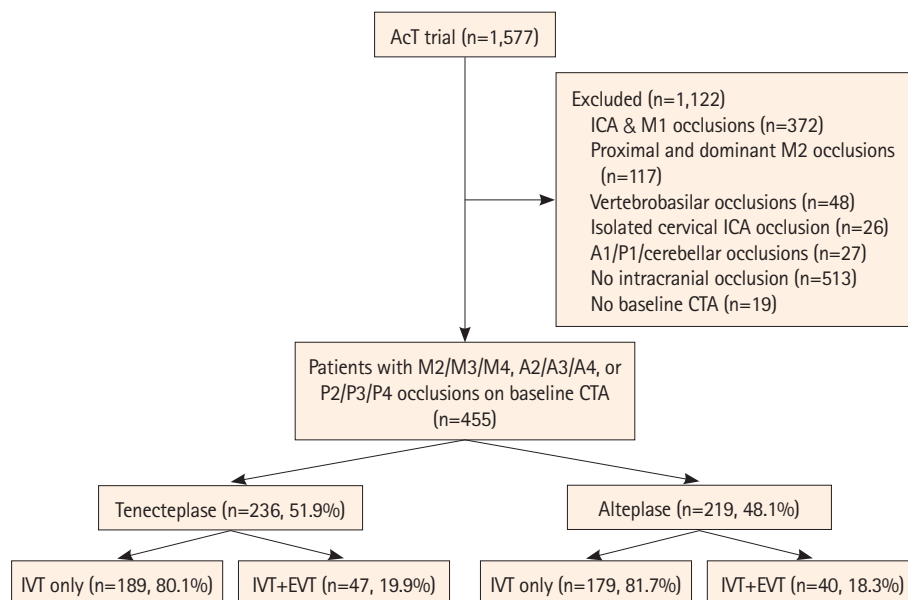 AcT trial (n=1,577)
Excluded (n=1,122)
ICA & M1 occlusions (n=372)
Proximal and dominant M2 occlusions
(n=117)
Vertebrobasilar occlusions (n=48)
Isolated cervical ICA occlusion (n=26)
A1/P1/cerebellar occlusions (n=27)
No intracranial occlusion (n=513)
No baseline CTA (n=19)
Patients with M2/M3/M4, A2/A3/A4, or
P2/P3/P4 occlusions on baseline CTA
(n=455)
Tenecteplase (n=236, 51.9%)
Alteplase (n=219, 48.1%)
IVT only (n=189, 80.1%)
IVT+EVT (n=47, 19.9%)
IVT only (n=179, 81.7%)
IVT+EVT (n=40, 18.3%)